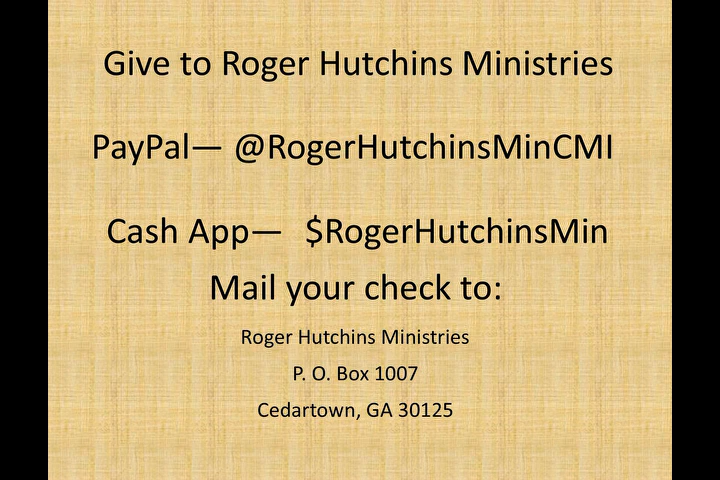 Give to Roger Hutchins Ministries
PayPal— @RogerHutchinsMinCMI
Cash App— $RogerHutchinsMin
Mail your check to:
Roger Hutchins Ministries
P. O. Box 1007
Cedartown, GA 30125